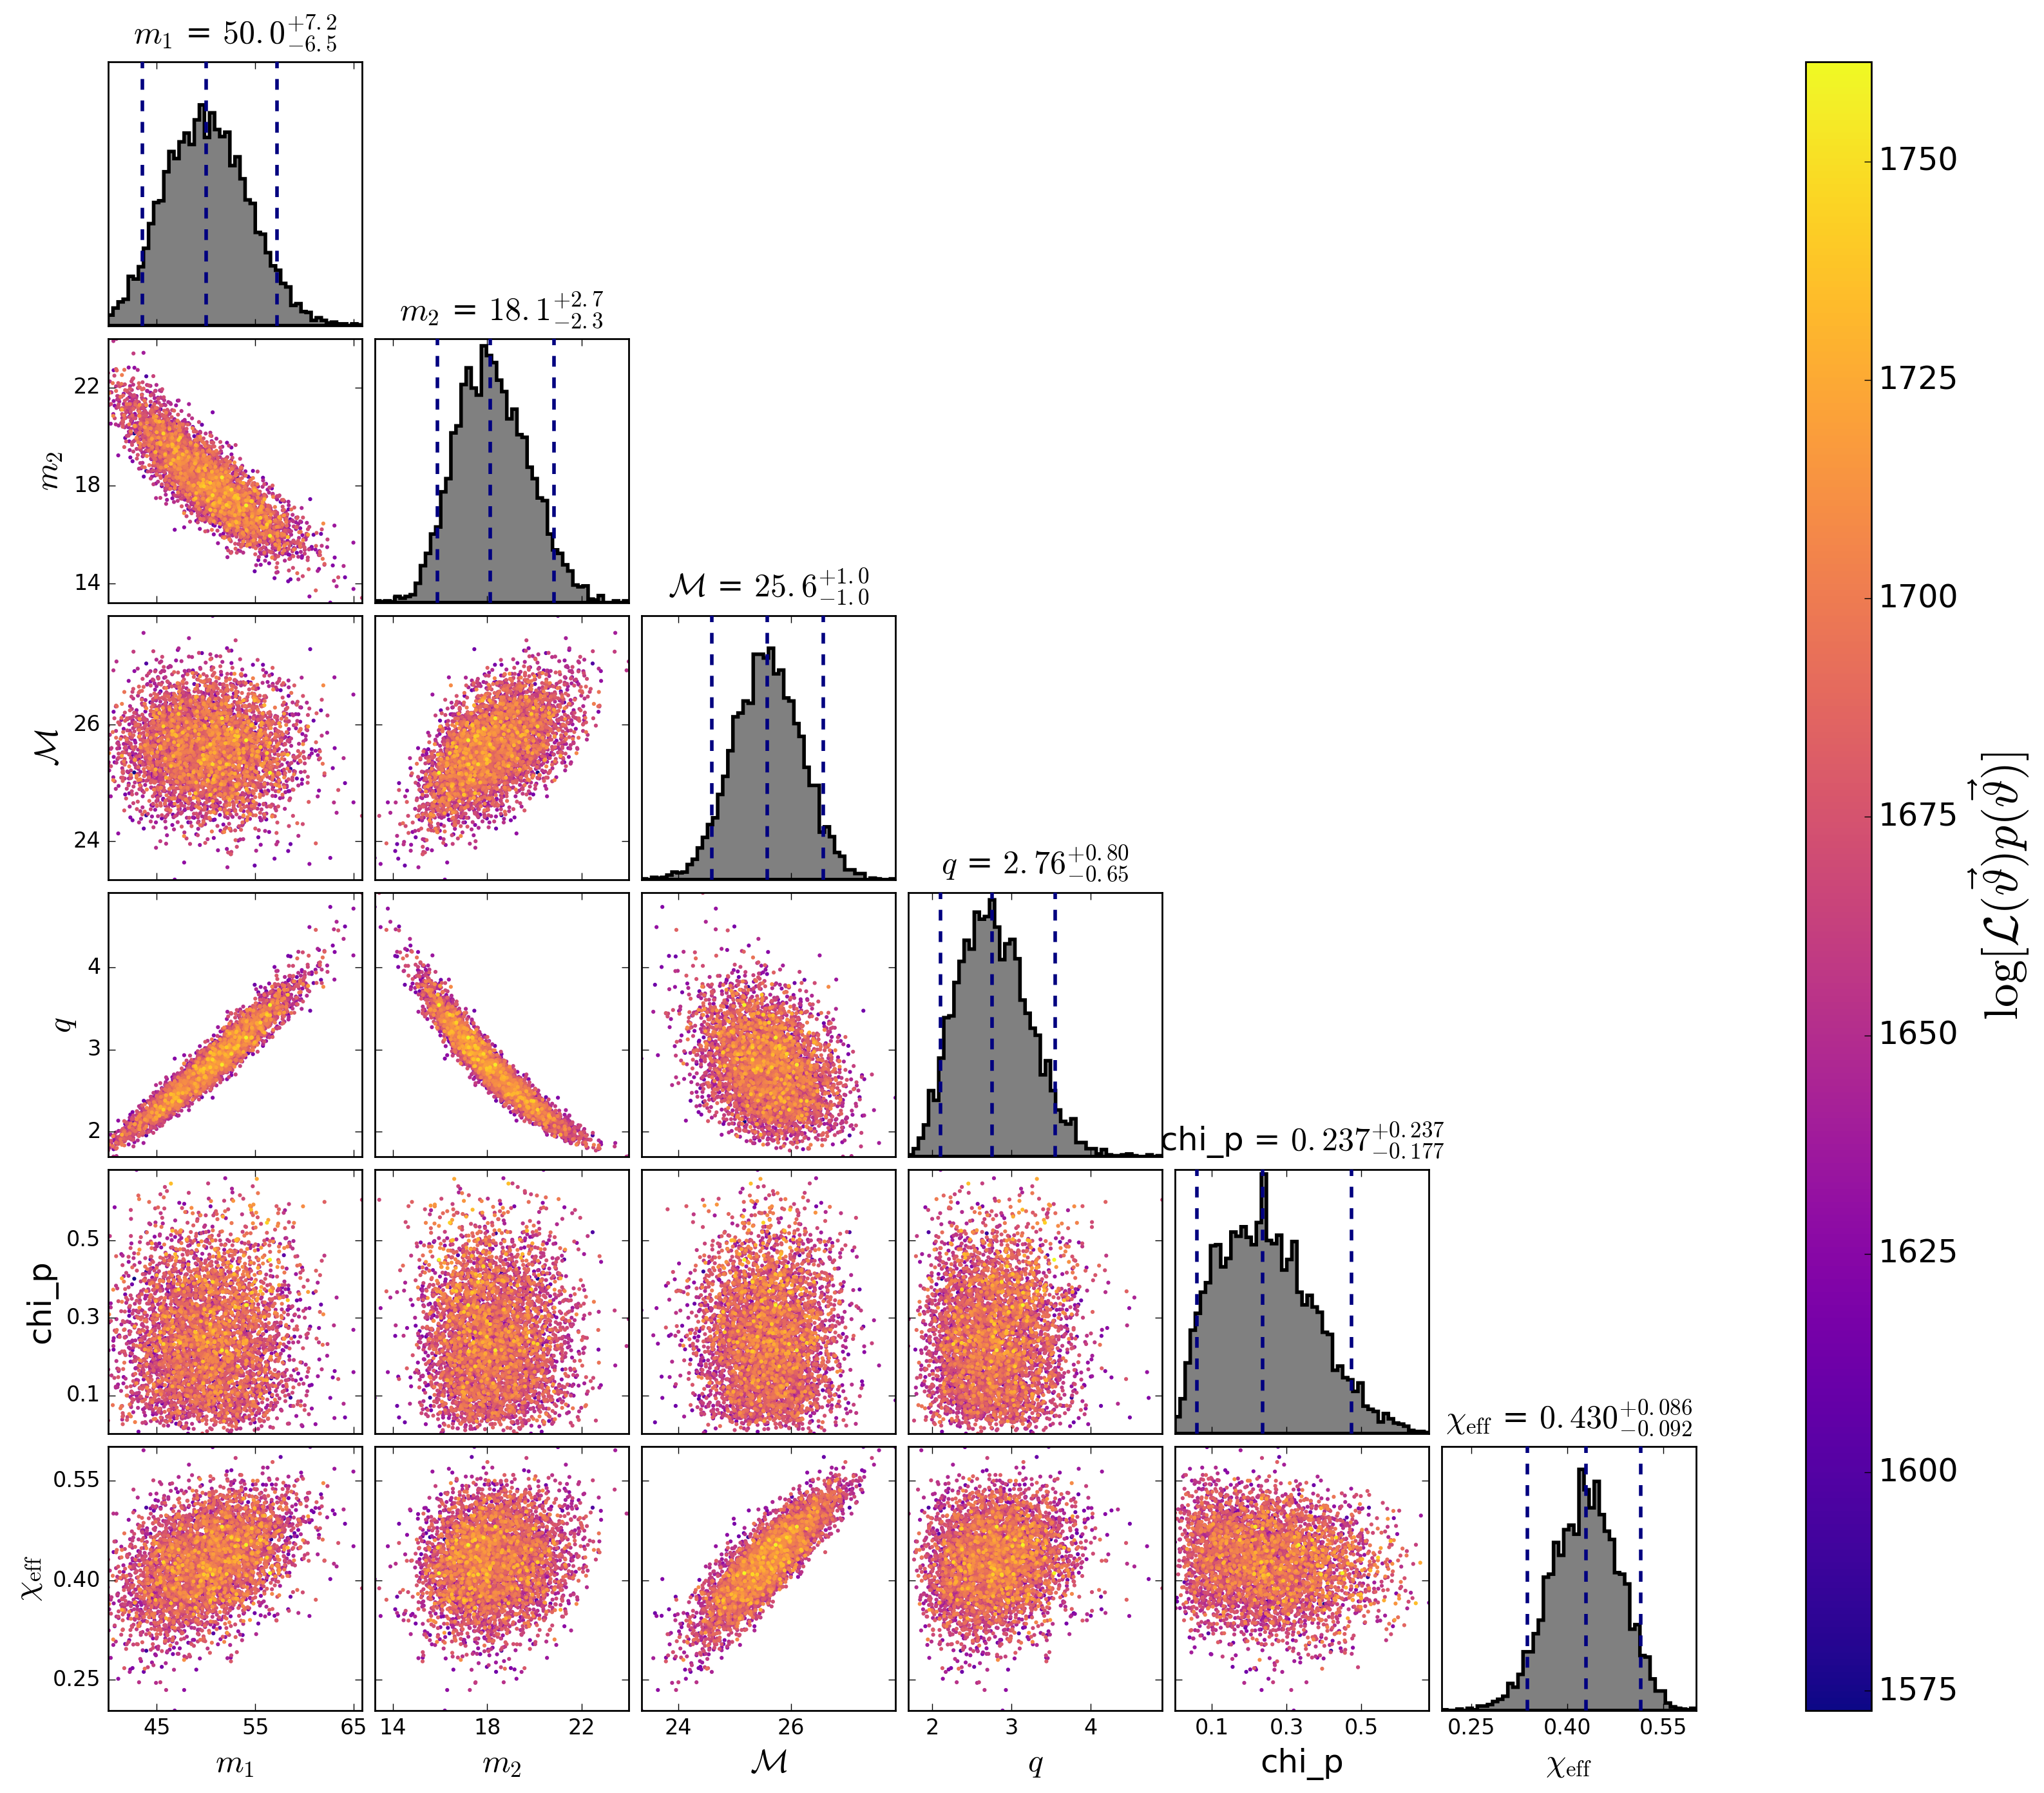 m₁ = 50.0 +7.2 −6.5
m₂ = 18.1 +2.7 −2.3
22
18
14
m₂
ℳ = 25.6 +1.0 −1.0
26
24
ℳ
q = 2.76 +0.80 −0.65
4
3
2
q
chi_p = 0.237 +0.237 −0.177
0.5
0.3
0.1
chi_p
χeff = 0.430 +0.086 −0.092
0.55
0.40
0.25
χeff
45 55 65
14 18 22
24 26
2 3 4
0.1 0.3 0.5
0.25 0.40 0.55
m₁
m₂
ℳ
q
chi_p
χeff
1750
1725
1700
1675
1650
1625
1600
1575
log[ℒ(ϑ⃗)p(ϑ⃗)]